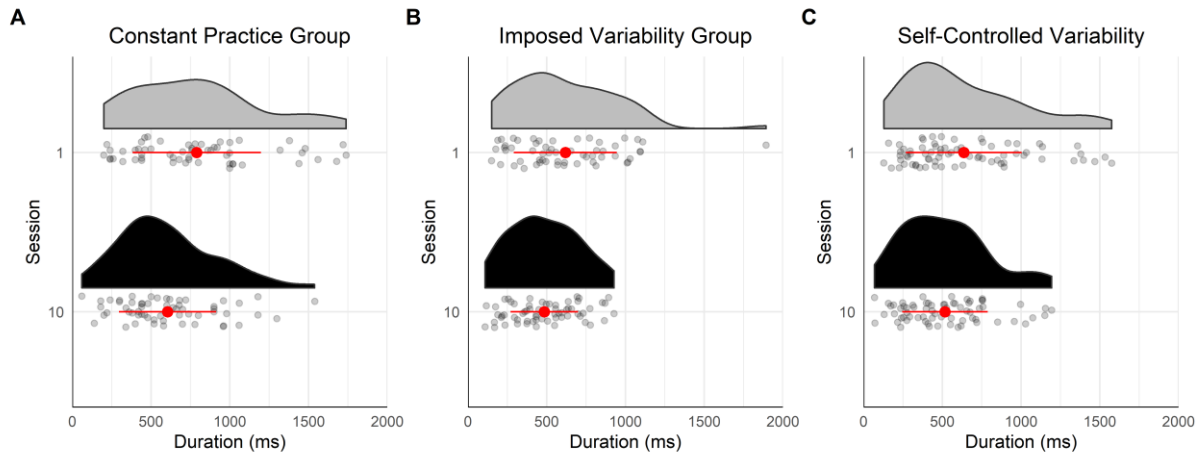 A
Constant Practice Group
Session
1
10
0
500
1000
1500
2000
Duration (ms)
B
Imposed Variability Group
Session
1
10
0
500
1000
1500
2000
Duration (ms)
C
Self-Controlled Variability
Session
1
10
0
500
1000
1500
2000
Duration (ms)